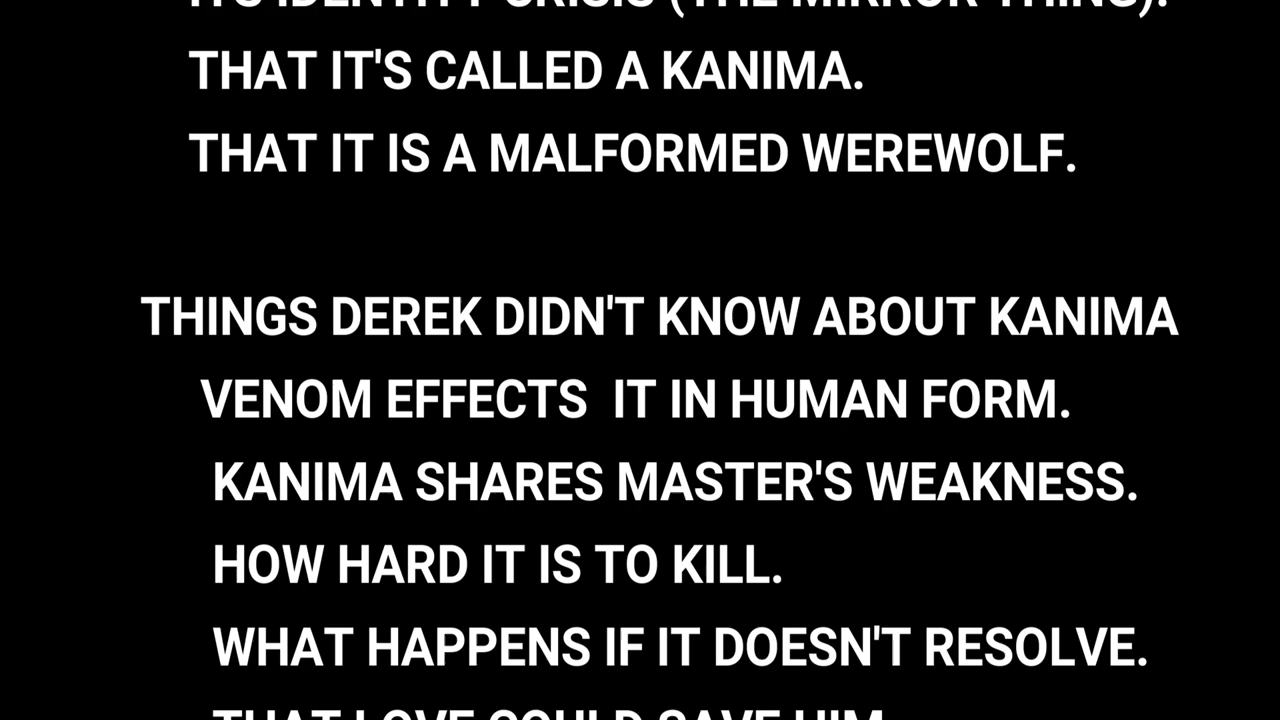 ITS IDENTITY CRISIS (THE MIRROR THING).
THAT IT'S CALLED A KANIMA.
THAT IT IS A MALFORMED WEREWOLF.
THINGS DEREK DIDN'T KNOW ABOUT KANIMA
VENOM EFFECTS  IT IN HUMAN FORM.
KANIMA SHARES MASTER'S WEAKNESS.
HOW HARD IT IS TO KILL.
WHAT HAPPENS IF IT DOESN'T RESOLVE.
THAT LOVE COULD SAVE HIM